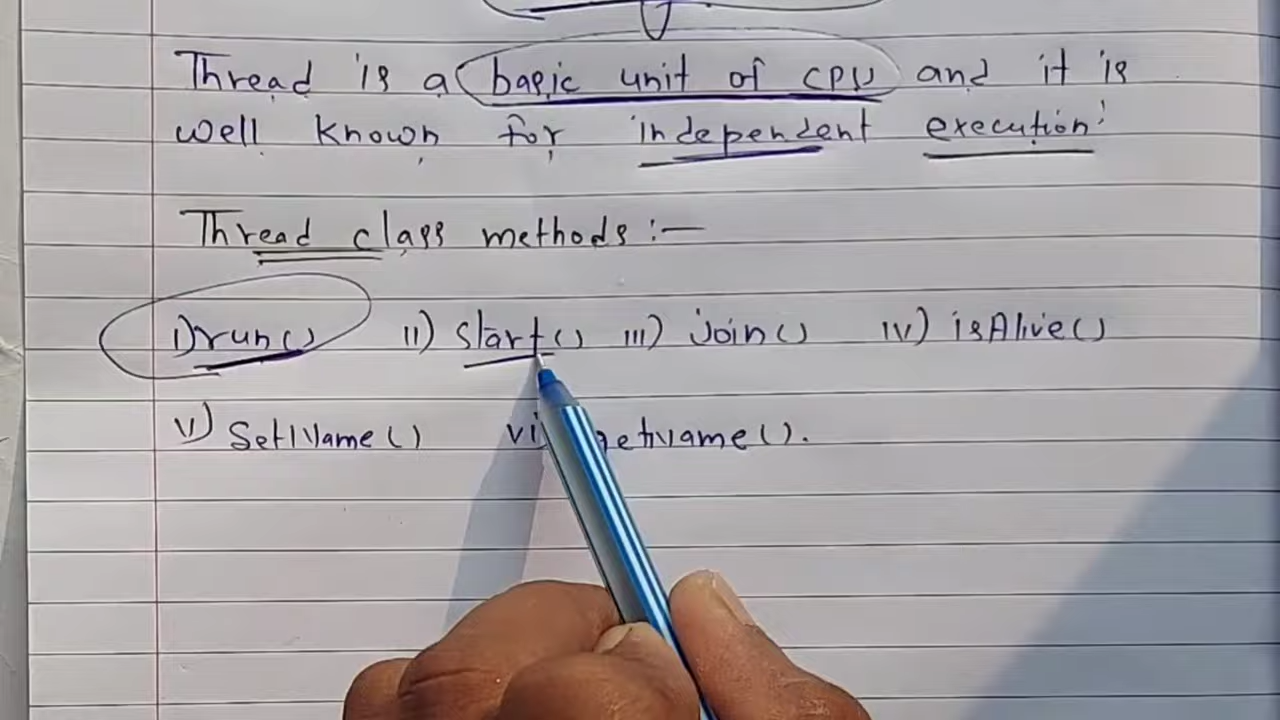 Thread is a basic unit of CPU and it is
well known for independent execution.
Thread class methods :-
i) run() ii) start() iii) join() iv) isAlive()
v) SetName() vi) getName().